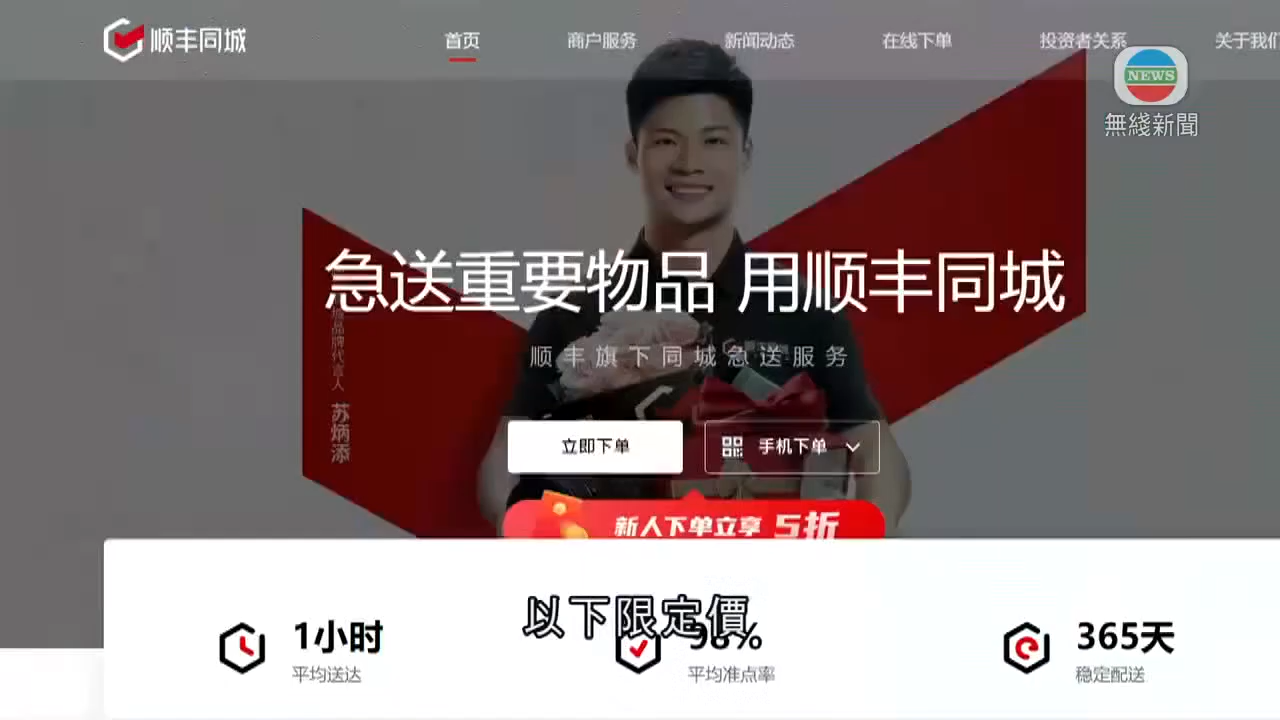 顺丰同城
首页 商户服务 新闻动态 在线下单 投资者关系 关于我们
NEWS
無綫新聞
急送重要物品 用顺丰同城
顺丰旗下同城急送服务
品牌代言人 苏炳添
立即下单
手机下单
新人下单立享 5折
以下限定價
1小时
平均送达
平均准点率
365天
稳定配送